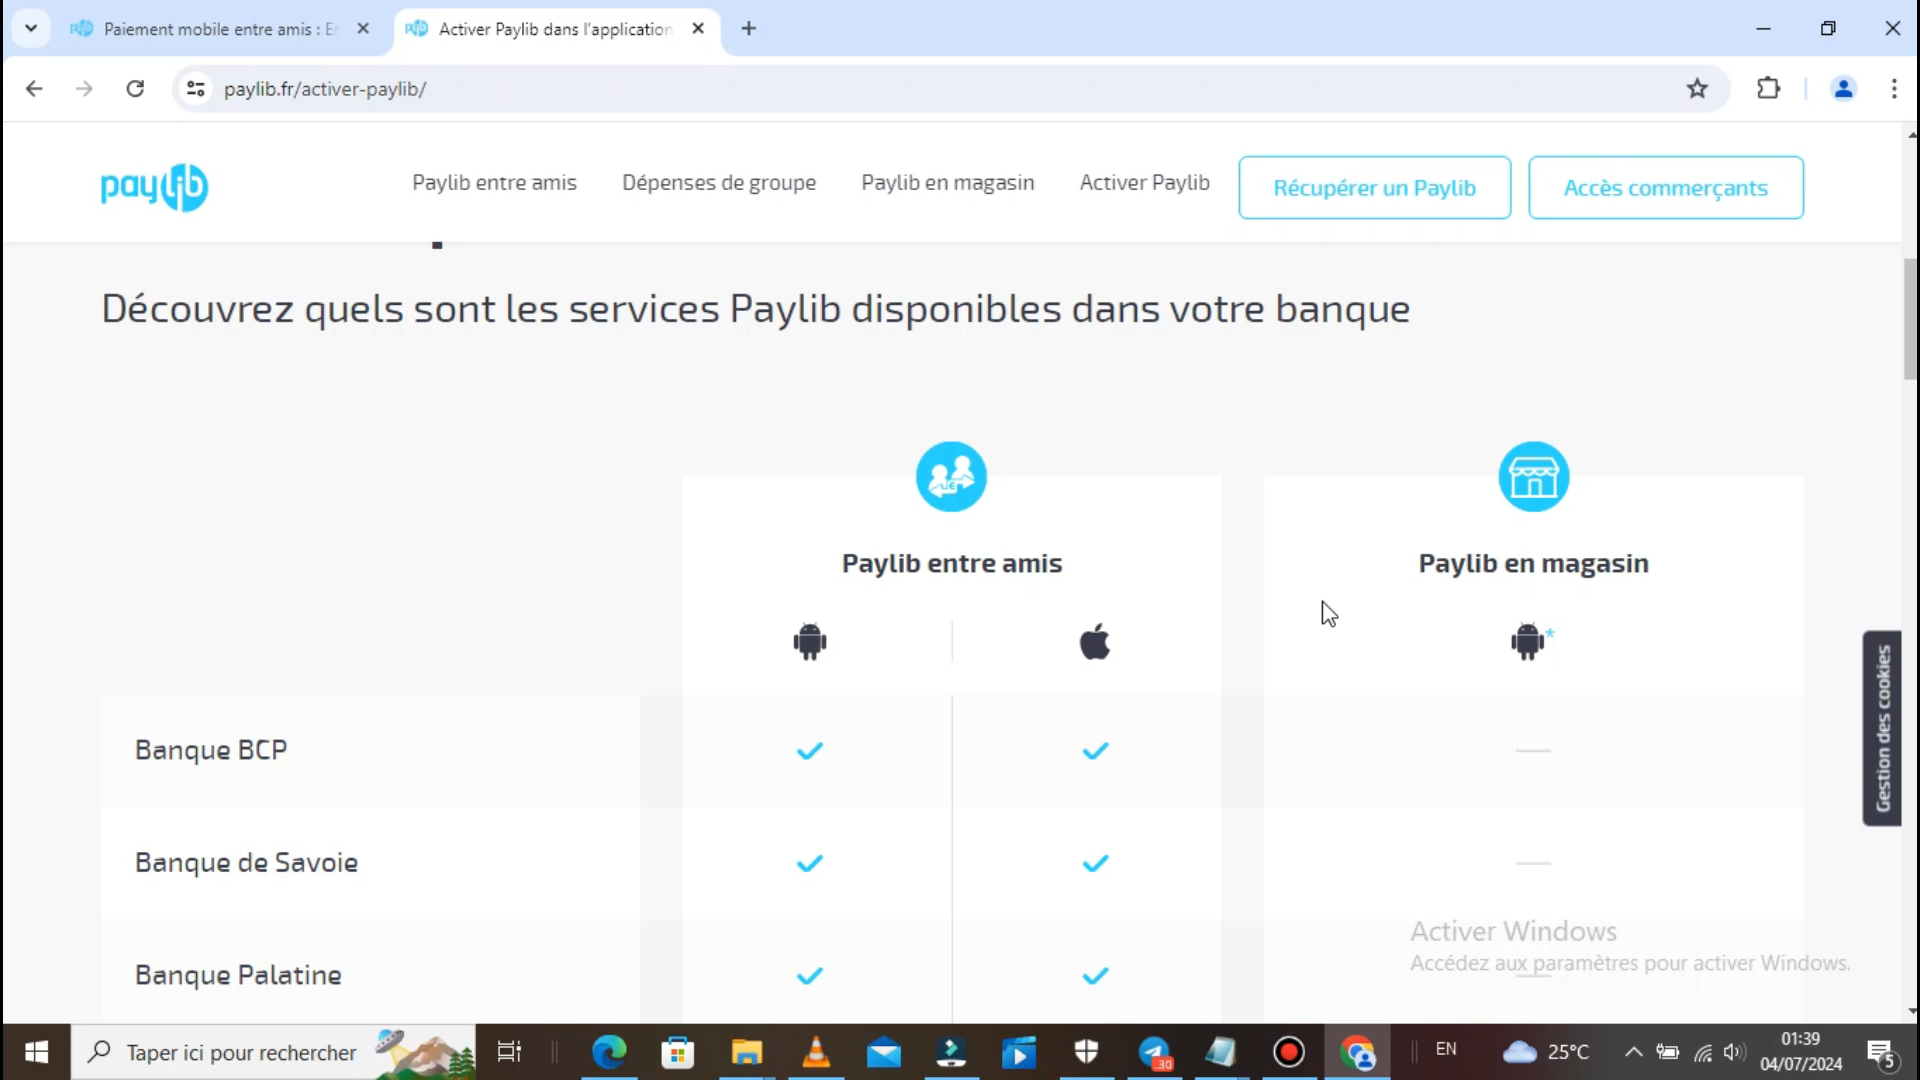 Paiement mobile entre amis : E
Activer Paylib dans l'application
paylib.fr/activer-paylib/
paylib
Paylib entre amis
Dépenses de groupe
Paylib en magasin
Activer Paylib
Récupérer un Paylib
Accès commerçants
Découvrez quels sont les services Paylib disponibles dans votre banque
Paylib entre amis
Paylib en magasin
*
Gestion des cookies
Banque BCP
Banque de Savoie
Banque Palatine
Activer Windows
Accédez aux paramètres pour activer Windows.
Taper ici pour rechercher
30
EN
25°C
01:39
04/07/2024
5